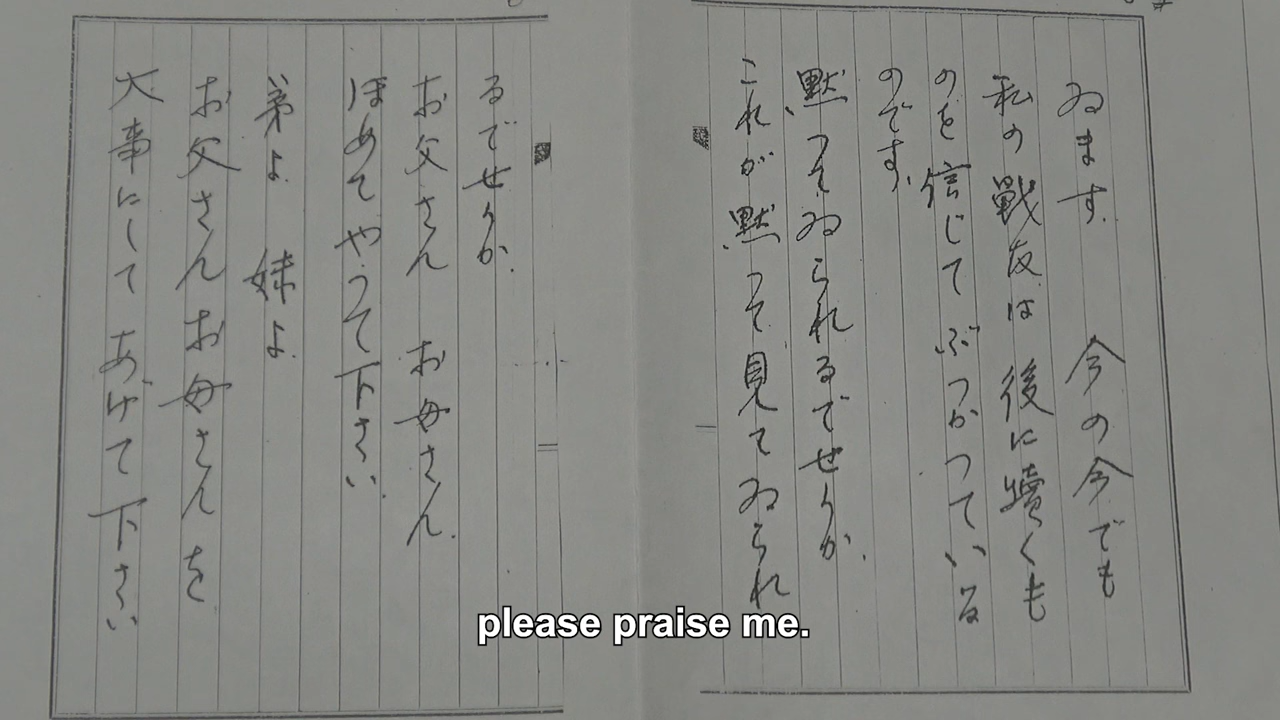 ゐます 今の今でも
私の戦友は 後に續くも
のを信じて ぶつかつている
のです
黙つてゐられるでせうか.
これが黙つて見てゐられ
るでせうか.
お父さん お母さん.
ほめてやつて下さい.
弟よ 妹よ
お父さんお母さんを
大事にしてあげて下さい
please praise me.